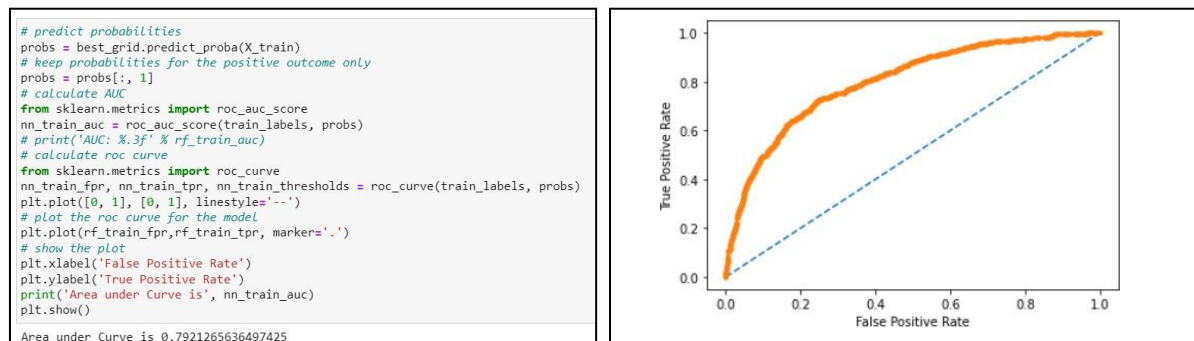 # predict probabilities
probs = best_grid.predict_proba(X_train)
# keep probabilities for the positive outcome only
probs = probs[:, 1]
# calculate AUC
from sklearn.metrics import roc_auc_score
nn_train_auc = roc_auc_score(train_labels, probs)
# print('AUC: %.3f' % rf_train_auc)
# calculate roc curve
from sklearn.metrics import roc_curve
nn_train_fpr, nn_train_tpr, nn_train_thresholds = roc_curve(train_labels, probs)
plt.plot([0, 1], [0, 1], linestyle='--')
# plot the roc curve for the model
plt.plot(rf_train_fpr,rf_train_tpr, marker='.')
# show the plot
plt.xlabel('False Positive Rate')
plt.ylabel('True Positive Rate')
print('Area under Curve is', nn_train_auc)
plt.show()
Area under Curve is 0.7921265636497425
True Positive Rate
1.0
0.8
0.6
0.4
0.2
0.0
0.0 0.2 0.4 0.6 0.8 1.0
False Positive Rate